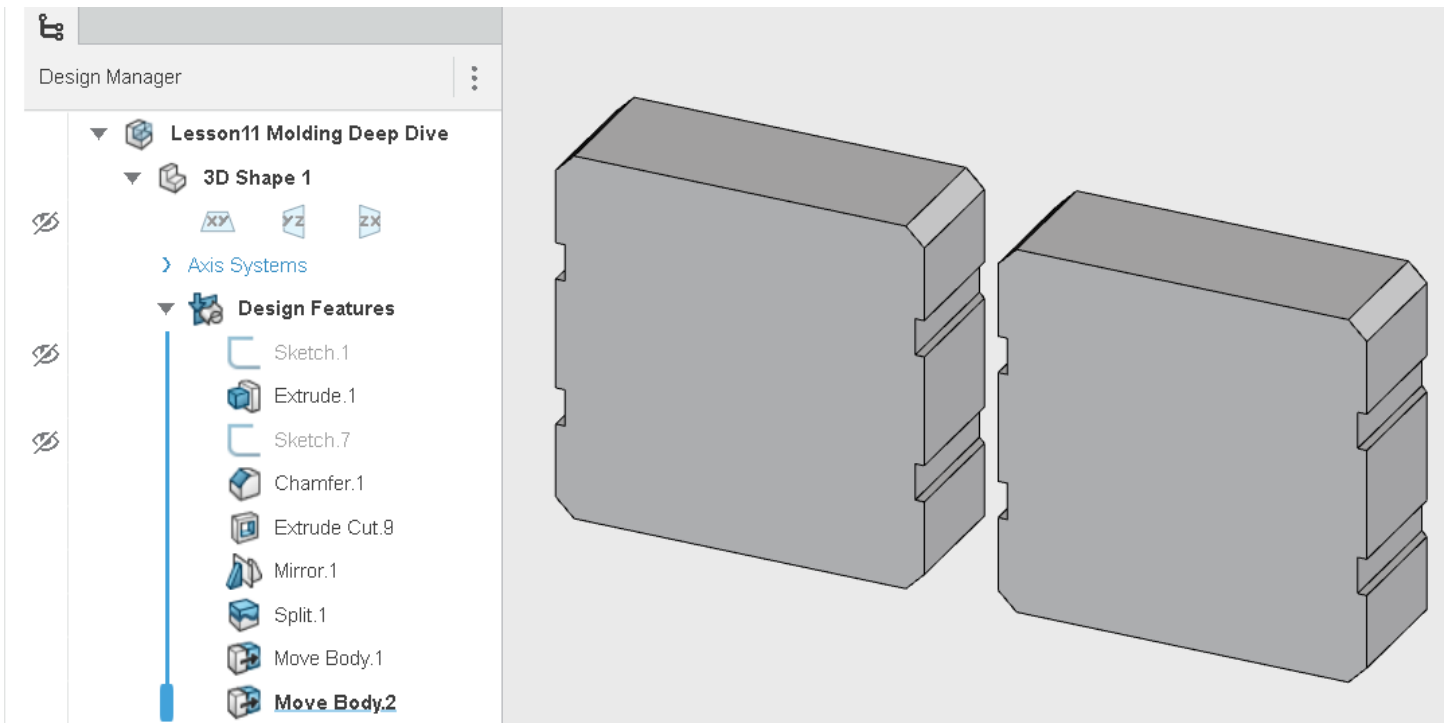 Design Manager
Lesson11 Molding Deep Dive
3D Shape 1
XY YZ ZX
Axis Systems
Design Features
Sketch.1
Extrude.1
Sketch.7
Chamfer.1
Extrude Cut.9
Mirror.1
Split.1
Move Body.1
Move Body.2